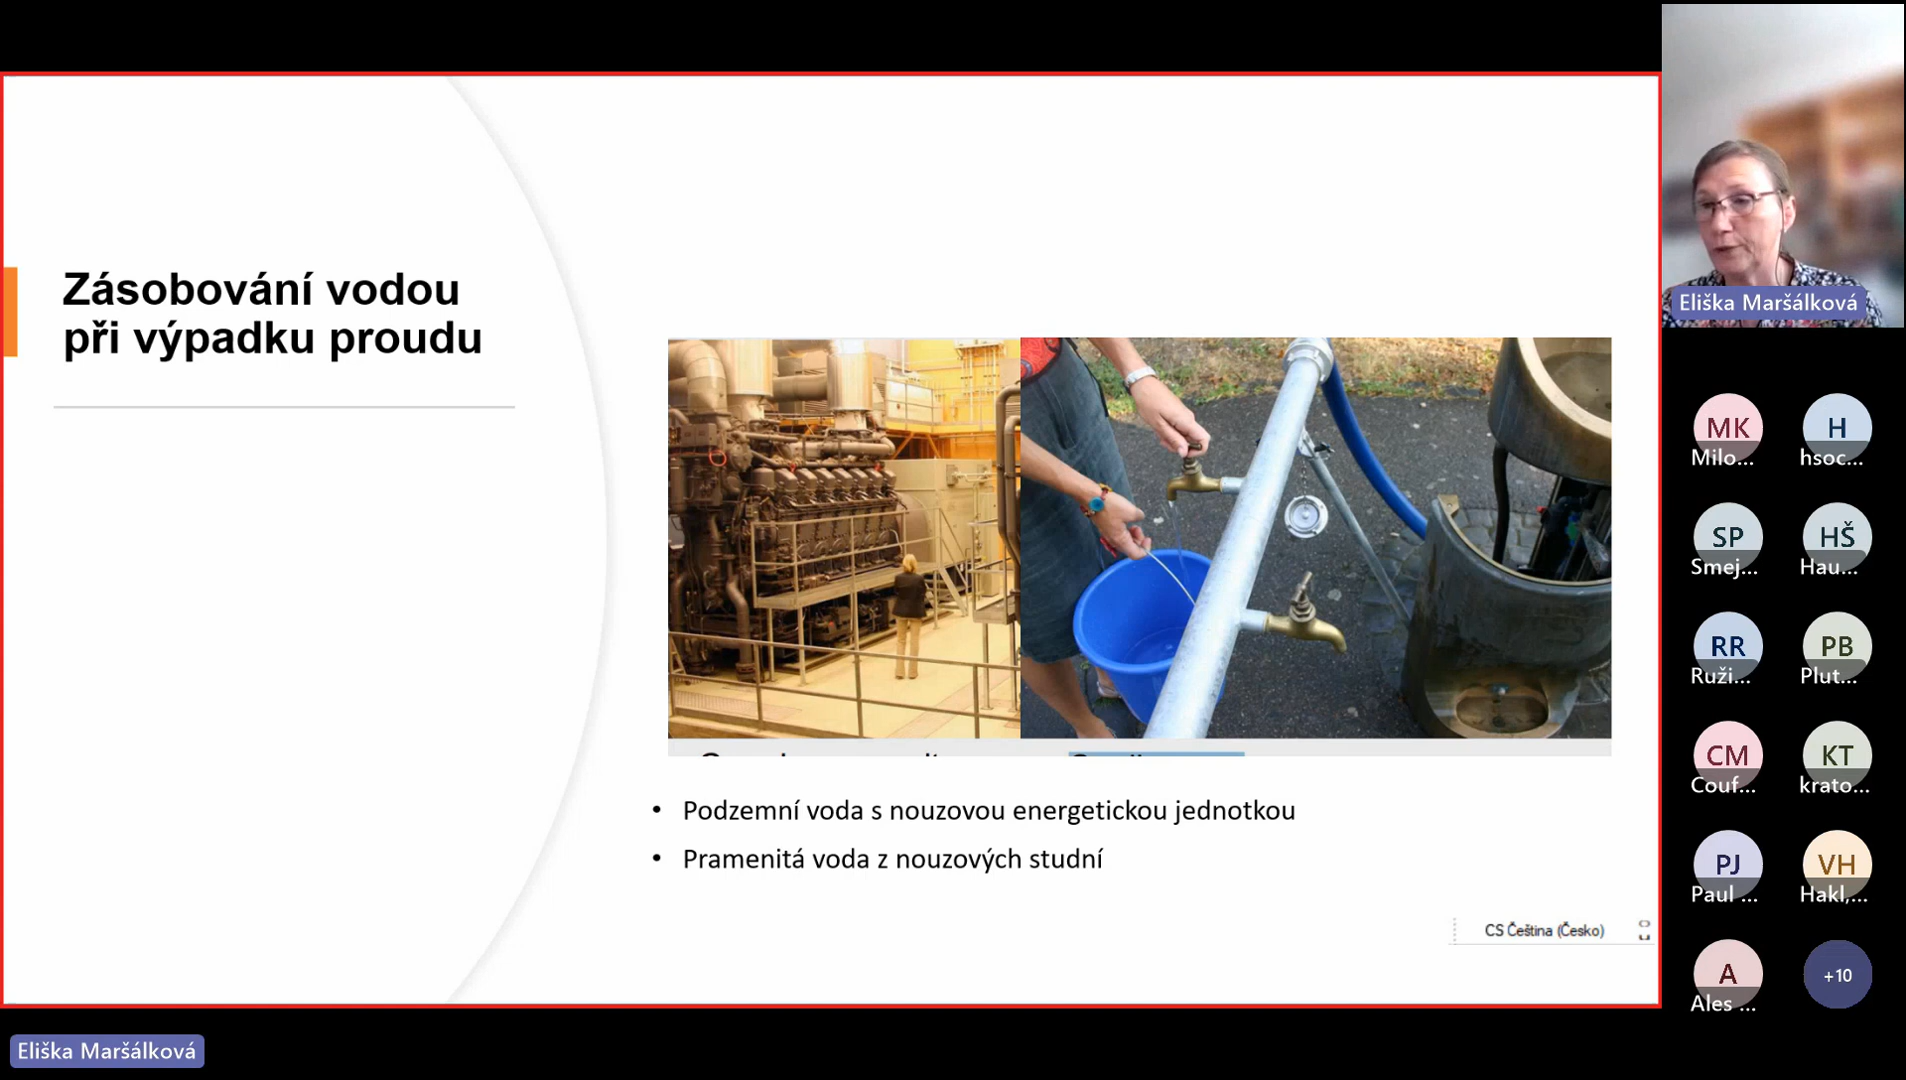 Zásobování vodou
při výpadku proudu
• Podzemní voda s nouzovou energetickou jednotkou
• Pramenitá voda z nouzových studní
CS Čeština (Česko)
Eliška Maršálková
MK
Milo...
H
hsoc...
SP
Smej...
HŠ
Hau...
RR
Ruži...
PB
Plut...
CM
Couf...
KT
krato...
PJ
Paul ...
VH
Hakl,...
A
Ales ...
+10
Eliška Maršálková